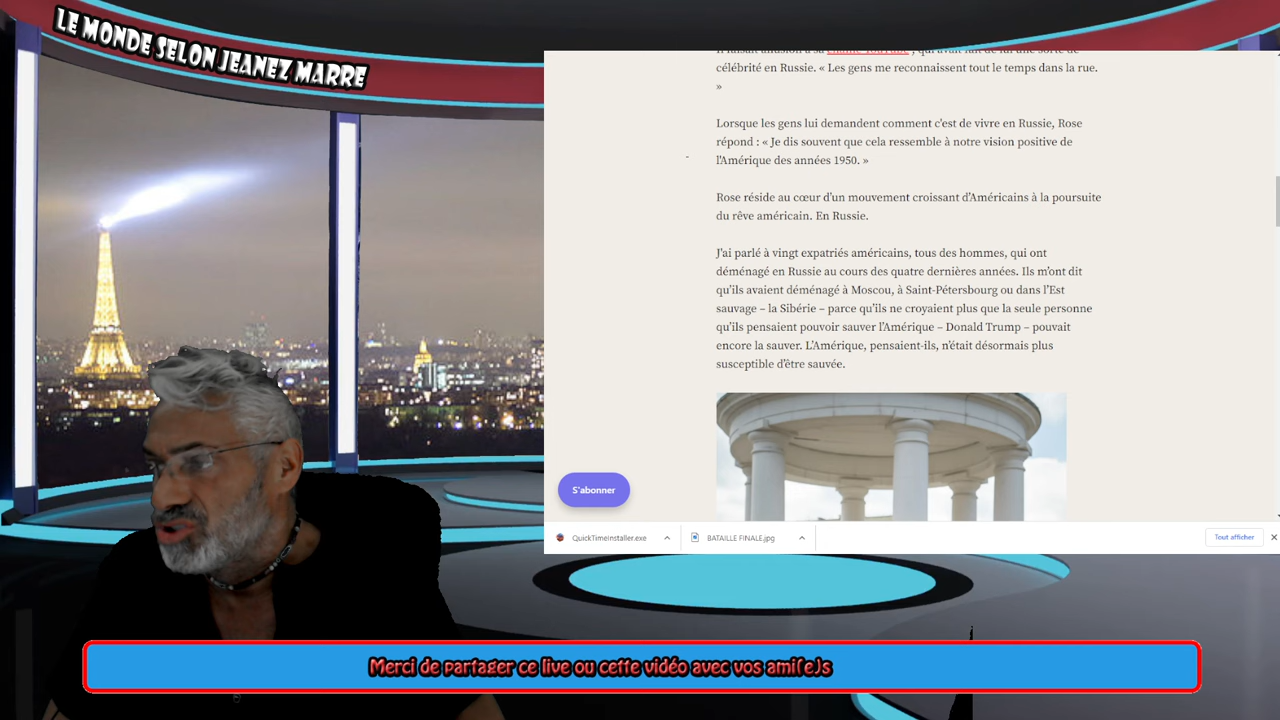 LE MONDE SELON JEANEZ MARRE
célébrité en Russie. « Les gens me reconnaissent tout le temps dans la rue.
»
Lorsque les gens lui demandent comment c'est de vivre en Russie, Rose
répond : « Je dis souvent que cela ressemble à notre vision positive de
l'Amérique des années 1950. »
Rose réside au cœur d’un mouvement croissant d’Américains à la poursuite
du rêve américain. En Russie.
J’ai parlé à vingt expatriés américains, tous des hommes, qui ont
déménagé en Russie au cours des quatre dernières années. Ils m’ont dit
qu’ils avaient déménagé à Moscou, à Saint-Pétersbourg ou dans l’Est
sauvage – la Sibérie – parce qu’ils ne croyaient plus que la seule personne
qu’ils pensaient pouvoir sauver l’Amérique – Donald Trump – pouvait
encore la sauver. L’Amérique, pensaient-ils, n’était désormais plus
susceptible d’être sauvée.
S'abonner
QuickTimeinstaller.exe
BATAILLE FINALE.jpg
Tout afficher
Merci de partager ce live ou cette vidéo avec vos ami(e)s